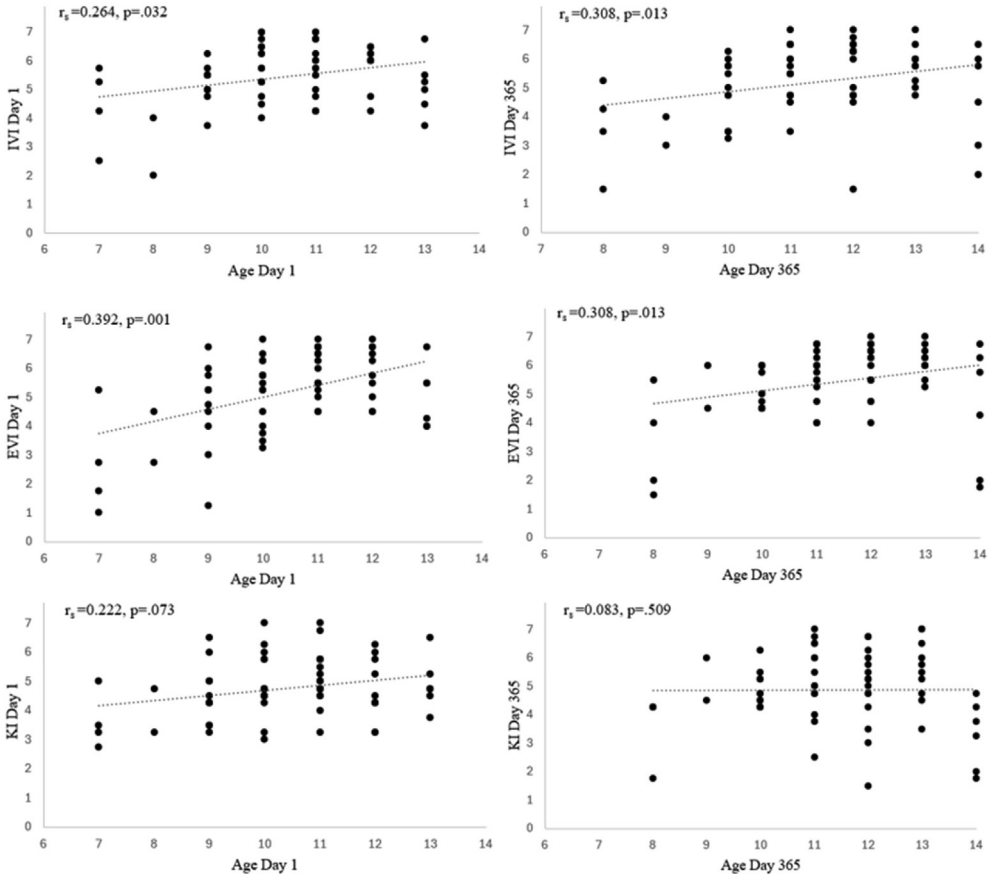 rs=0.264, p=.032
7
6
5
4
3
2
1
0
IVI Day 1
6 7 8 9 10 11 12 13 14
Age Day 1
rs=0.308, p=.013
7
6
5
4
3
2
1
0
IVI Day 365
7 8 9 10 11 12 13 14
Age Day 365
rs=0.392, p=.001
7
6
5
4
3
2
1
0
EVI Day 1
6 7 8 9 10 11 12 13 14
Age Day 1
rs=0.308, p=.013
7
6
5
4
3
2
1
0
EVI Day 365
6 7 8 9 10 11 12 13 14
Age Day 365
rs=0.222, p=.073
7
6
5
4
3
2
1
0
KI Day 1
6 7 8 9 10 11 12 13 14
Age Day 1
rs=0.083, p=.509
7
6
5
4
3
2
1
0
KI Day 365
6 7 8 9 10 11 12 13 14
Age Day 365